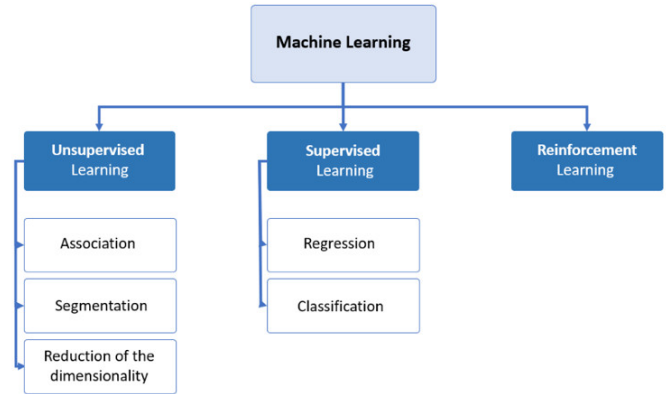 Machine Learning
Unsupervised
Learning
Supervised
Learning
Reinforcement
Learning
Association
Segmentation
Reduction of the
dimensionality
Regression
Classification